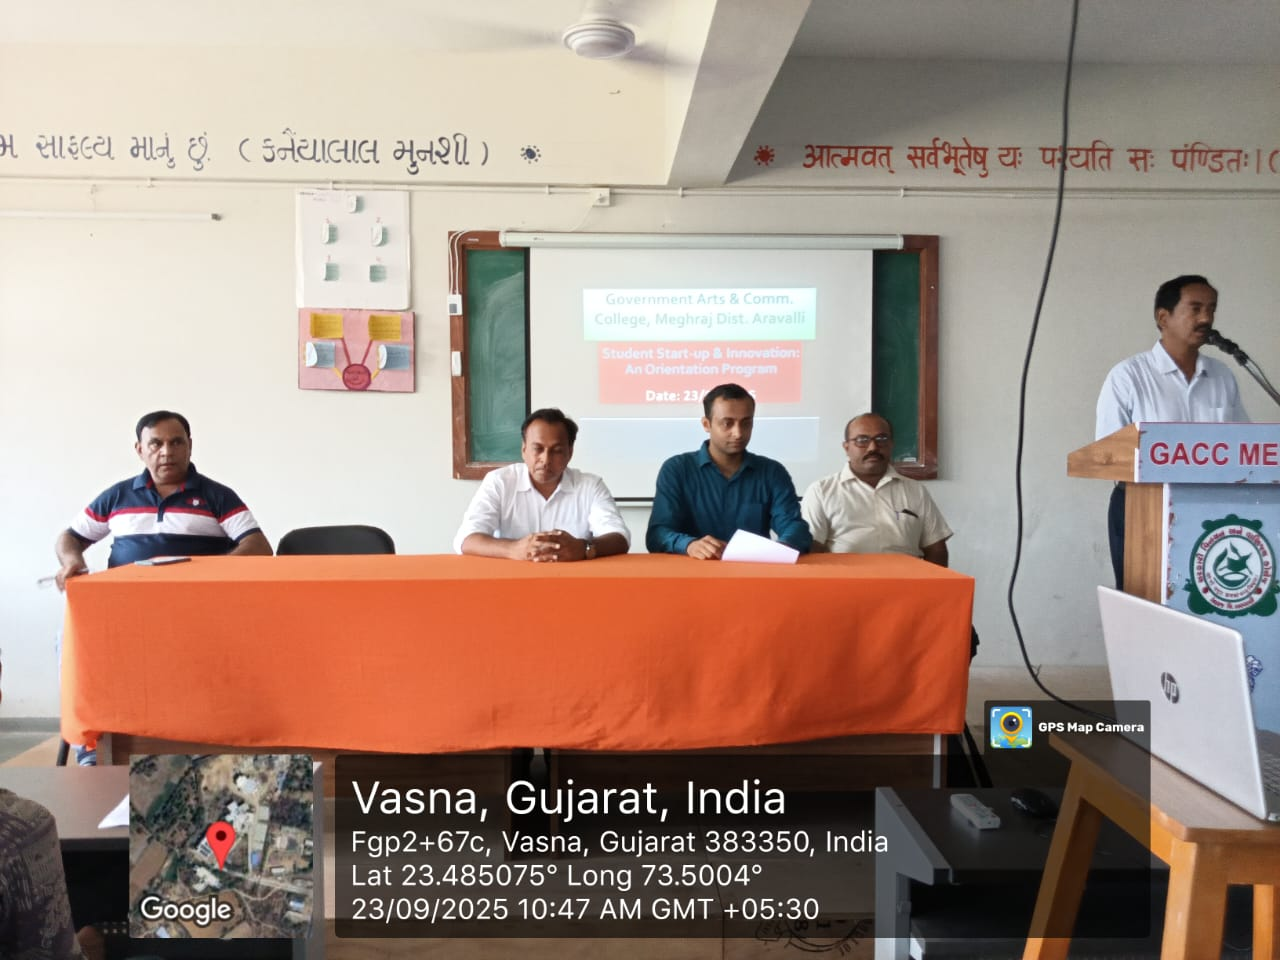 મ સાફલ્ય માનું છું. ( કનૈયાલાલ મુનશી )
आत्मवत् सर्वभूतेषु यः पश्यति सः पण्डितः । (
Government Arts & Comm.
College, Meghraj Dist. Aravalli
Student Start-up & Innovation:
An Orientation Program
Date: 23/
GACC ME
hp
GPS Map Camera
Vasna, Gujarat, India
Fgp2+67c, Vasna, Gujarat 383350, India
Lat 23.485075° Long 73.5004°
23/09/2025 10:47 AM GMT +05:30
Google